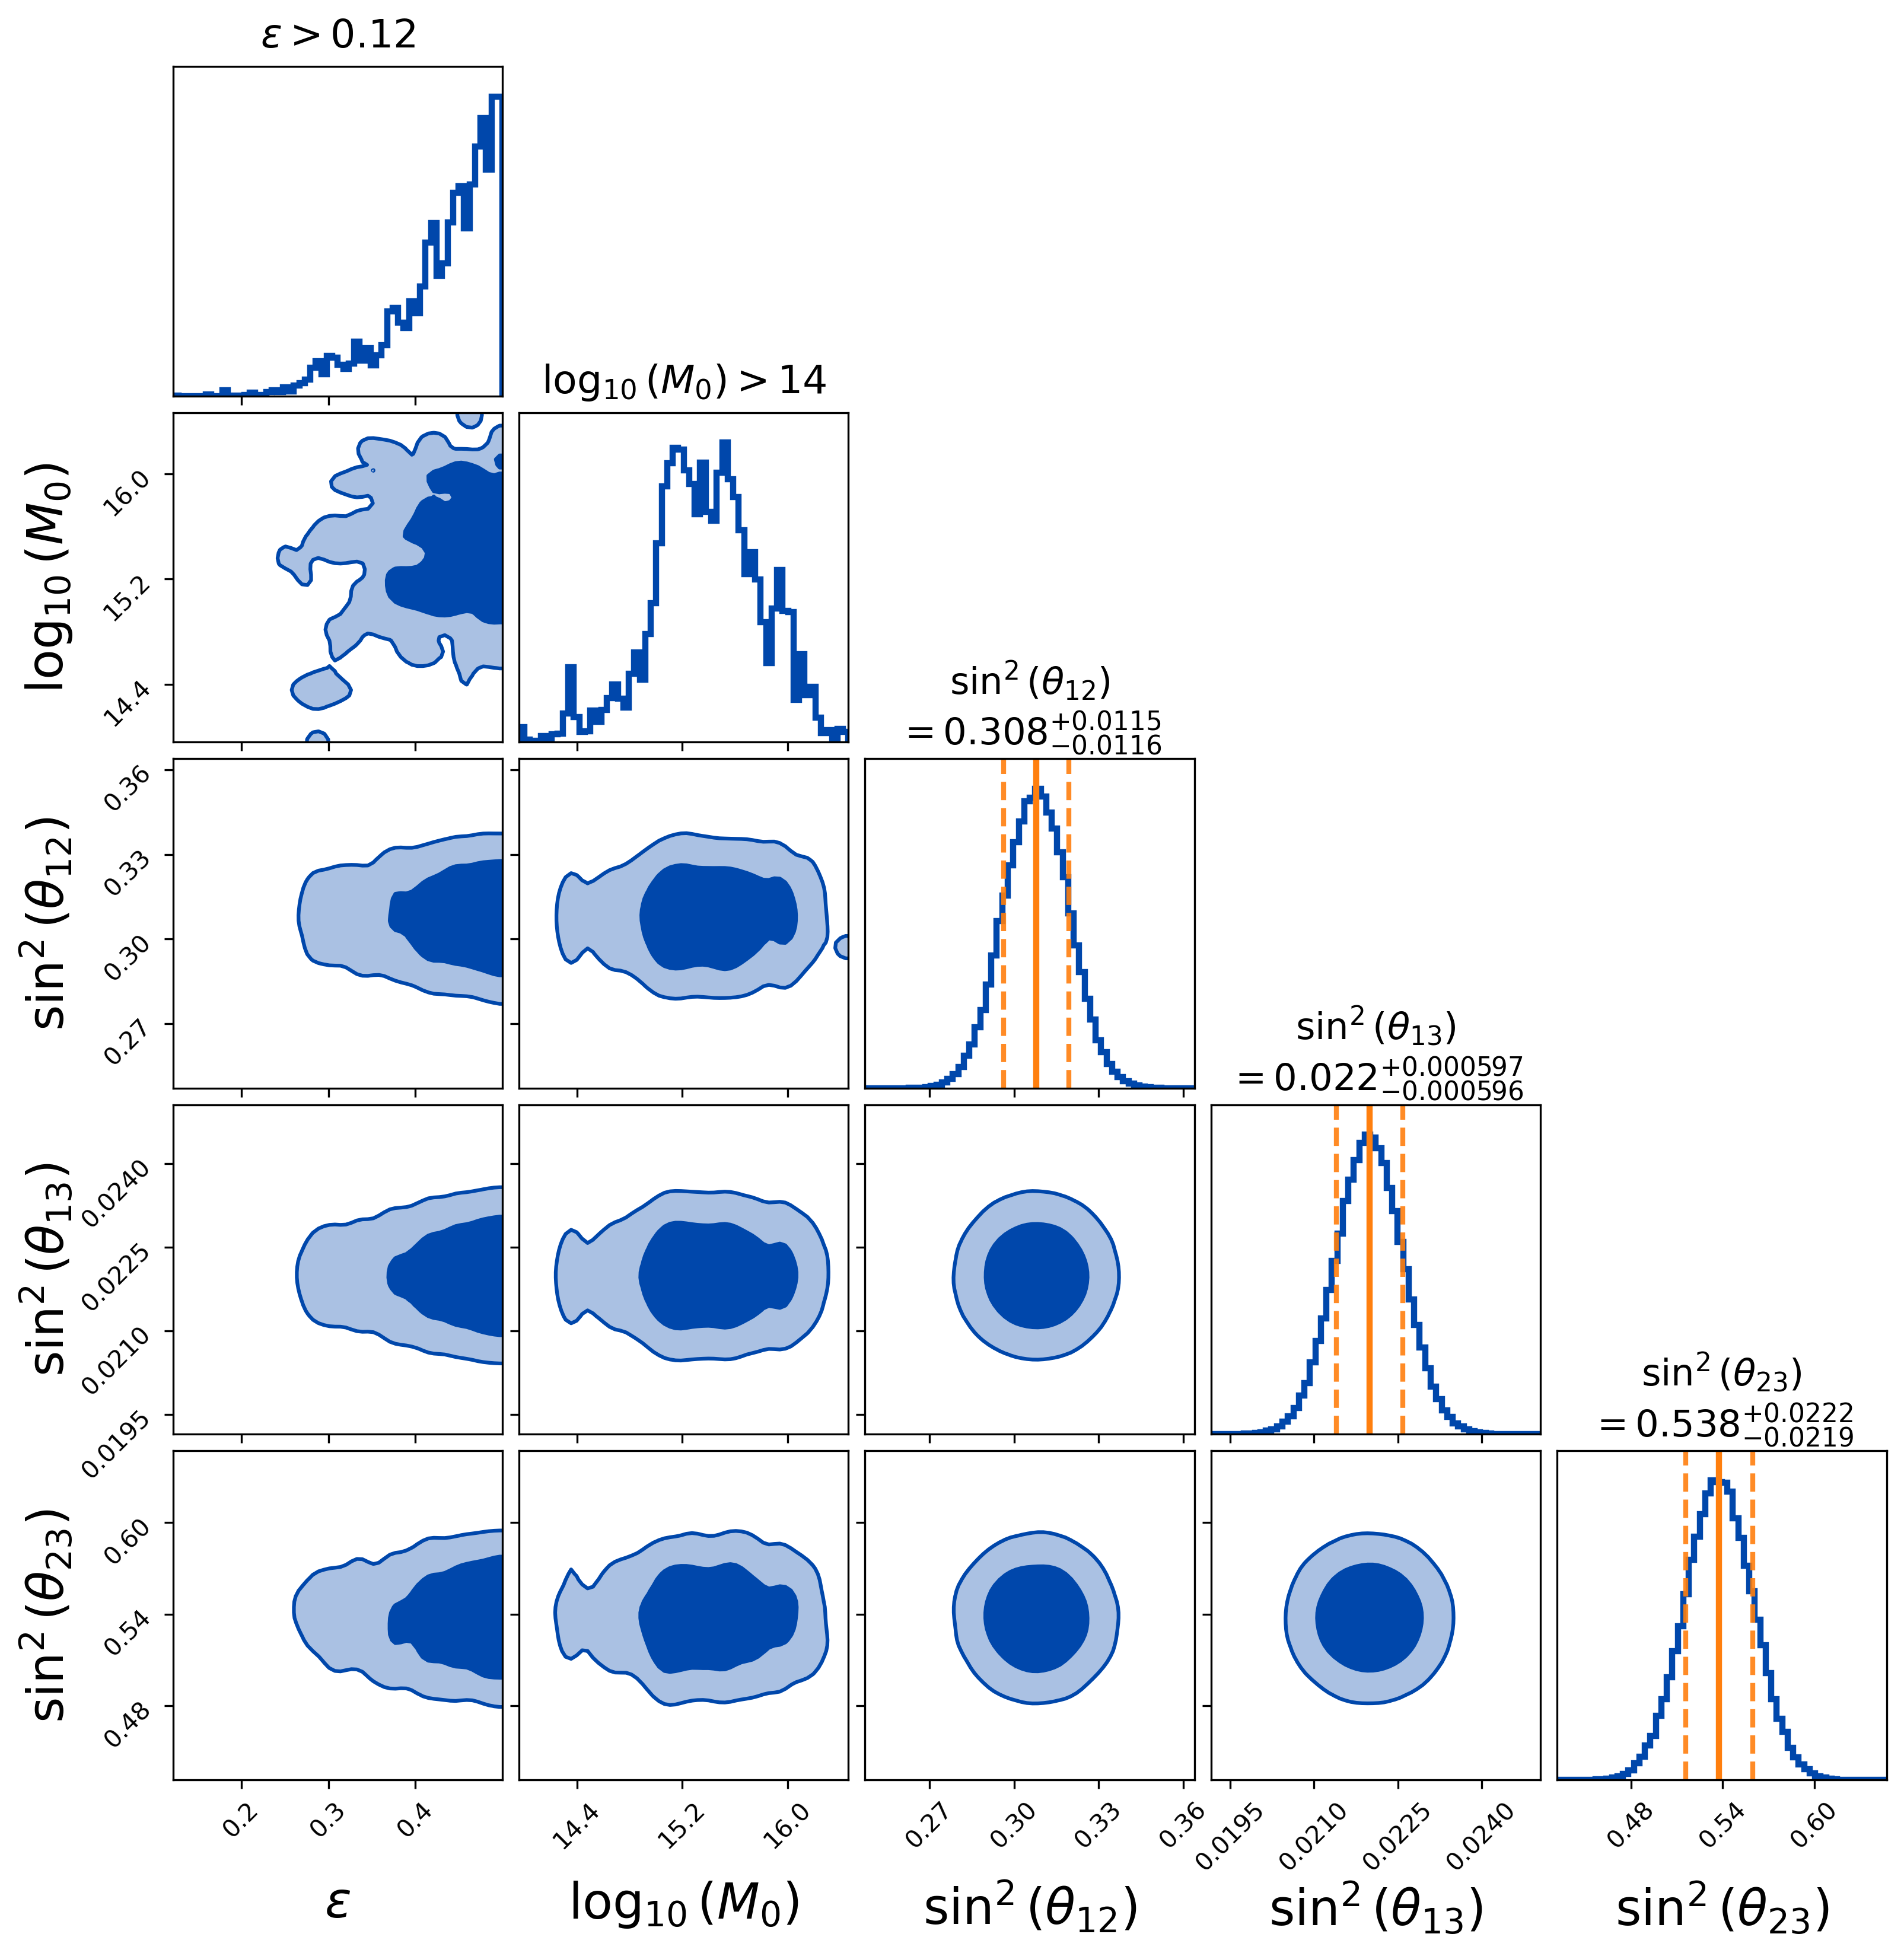 ε > 0.12
log₁₀ (M₀) > 14
log₁₀ (M₀)
16.0
15.2
14.4
sin² (θ₁₂)
= 0.308 +0.0115 −0.0116
sin² (θ₁₂)
0.36
0.33
0.30
0.27
sin² (θ₁₃)
= 0.022 +0.000597 −0.000596
sin² (θ₁₃)
0.0240
0.0225
0.0210
0.0195
sin² (θ₂₃)
= 0.538 +0.0222 −0.0219
sin² (θ₂₃)
0.60
0.54
0.48
0.2 0.3 0.4 14.4 15.2 16.0 0.27 0.30 0.33 0.36 0.0195 0.0210 0.0225 0.0240 0.48 0.54 0.60
ε log₁₀ (M₀) sin² (θ₁₂) sin² (θ₁₃) sin² (θ₂₃)